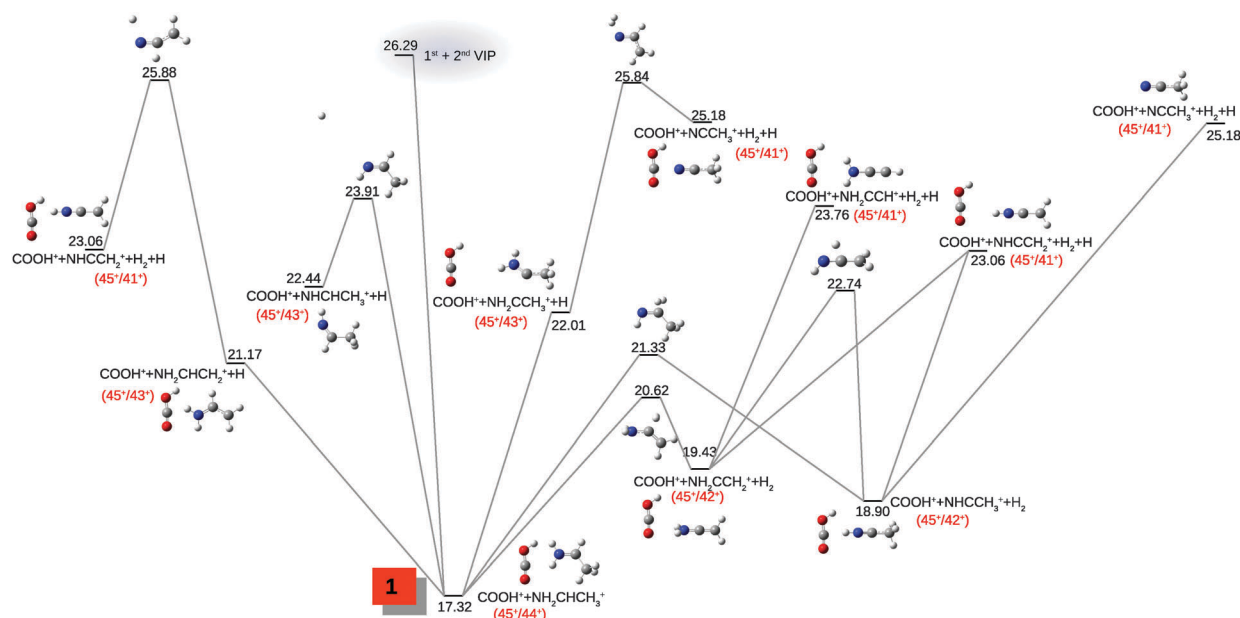 25.88
26.29
1st + 2nd VIP
25.84
25.18
COOH⁺+NCCH₃⁺+H₂+H
(45⁺/41⁺)
COOH⁺+NCCH₃⁺+H₂+H
(45⁺/41⁺)
25.18
23.91
COOH⁺+NH₂CCH⁺+H₂+H
23.76 (45⁺/41⁺)
23.06
COOH⁺+NHCCH₂⁺+H₂+H
(45⁺/41⁺)
COOH⁺+NHCCH₂⁺+H₂+H
23.06 (45⁺/41⁺)
22.44
COOH⁺+NHCHCH₃⁺+H
(45⁺/43⁺)
COOH⁺+NH₂CCH₃⁺+H
(45⁺/43⁺)
22.01
22.74
21.33
21.17
COOH⁺+NH₂CHCH₂⁺+H
(45⁺/43⁺)
20.62
19.43
COOH⁺+NH₂CCH₂⁺+H₂
(45⁺/42⁺)
18.90
COOH⁺+NHCCH₃⁺+H₂
(45⁺/42⁺)
1
17.32
COOH⁺+NH₂CHCH₃⁺
(45⁺/44⁺)